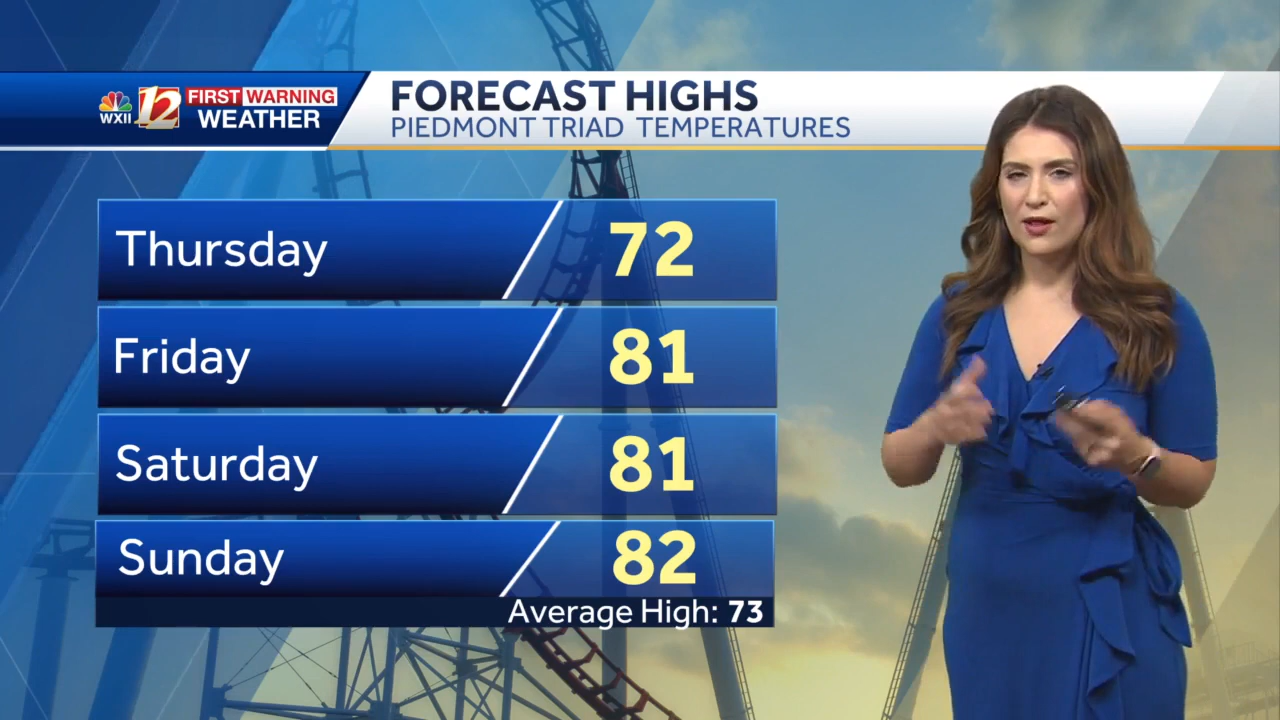 WXII 12 FIRST WARNING
WEATHER
FORECAST HIGHS
PIEDMONT TRIAD TEMPERATURES
Thursday 72
Friday 81
Saturday 81
Sunday 82
Average High: 73